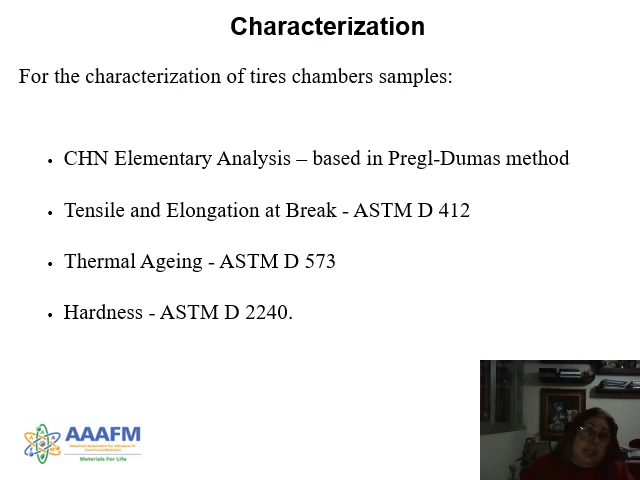 Characterization
For the characterization of tires chambers samples:
• CHN Elementary Analysis – based in Pregl-Dumas method
• Tensile and Elongation at Break - ASTM D 412
• Thermal Ageing - ASTM D 573
• Hardness - ASTM D 2240.
AAAFM
American Association for Advances in
Functional Materials
Materials For Life